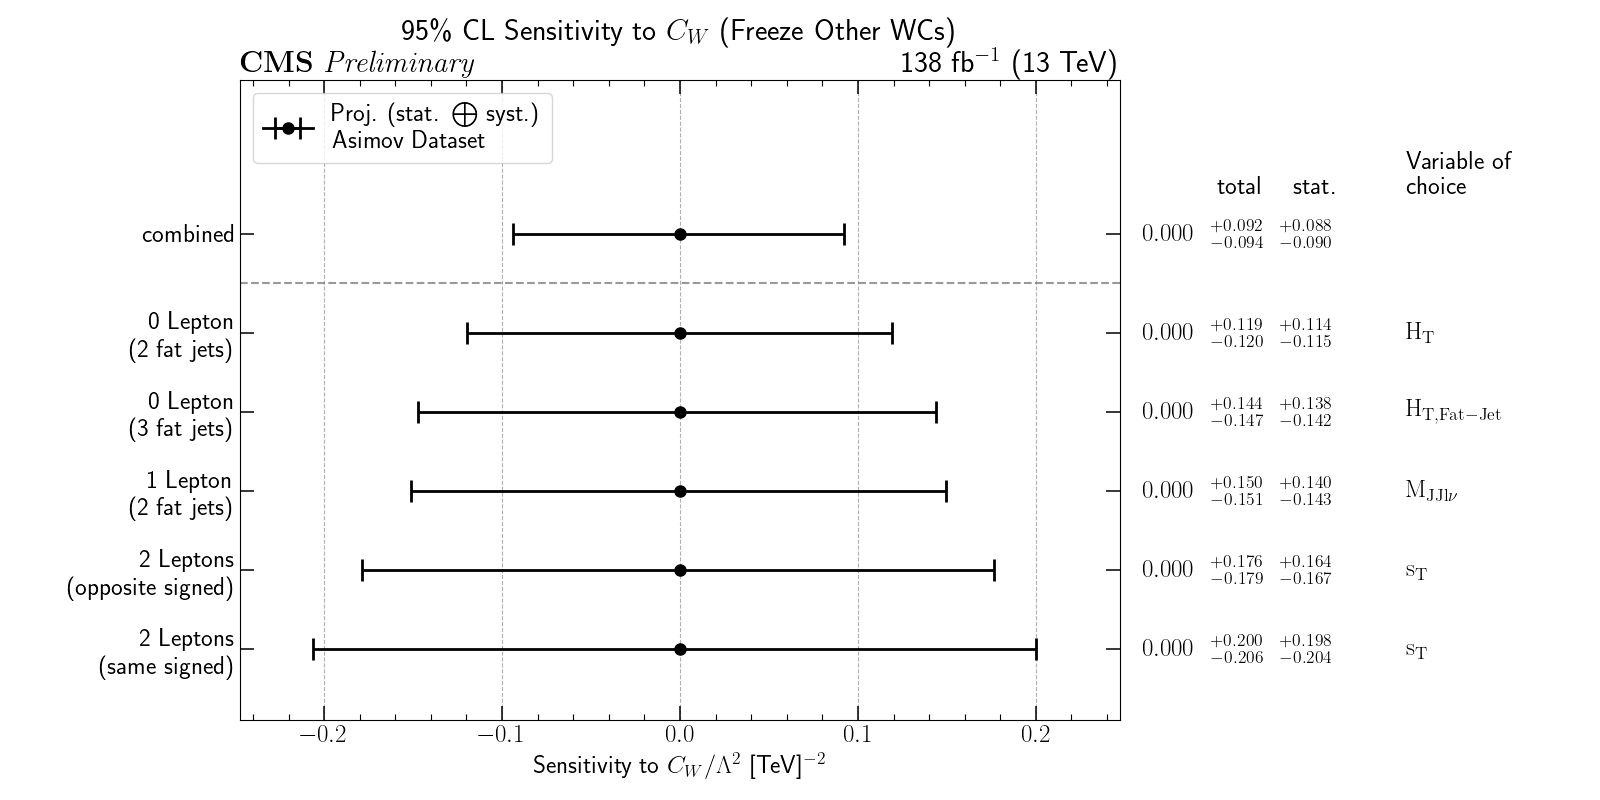 95% CL Sensitivity to C_W (Freeze Other WCs)
CMS Preliminary 138 fb⁻¹ (13 TeV)
Proj. (stat. ⨁ syst.)
Asimov Dataset
Variable of
total stat. choice
combined 0.000 +0.092 −0.094 +0.088 −0.090
0 Lepton
(2 fat jets) 0.000 +0.119 −0.120 +0.114 −0.115 H_T
0 Lepton
(3 fat jets) 0.000 +0.144 −0.147 +0.138 −0.142 H_T,Fat−Jet
1 Lepton
(2 fat jets) 0.000 +0.150 −0.151 +0.140 −0.143 M_JJlν
2 Leptons
(opposite signed) 0.000 +0.176 −0.179 +0.164 −0.167 s_T
2 Leptons
(same signed) 0.000 +0.200 −0.206 +0.198 −0.204 s_T
−0.2 −0.1 0.0 0.1 0.2
Sensitivity to C_W/Λ² [TeV]⁻²